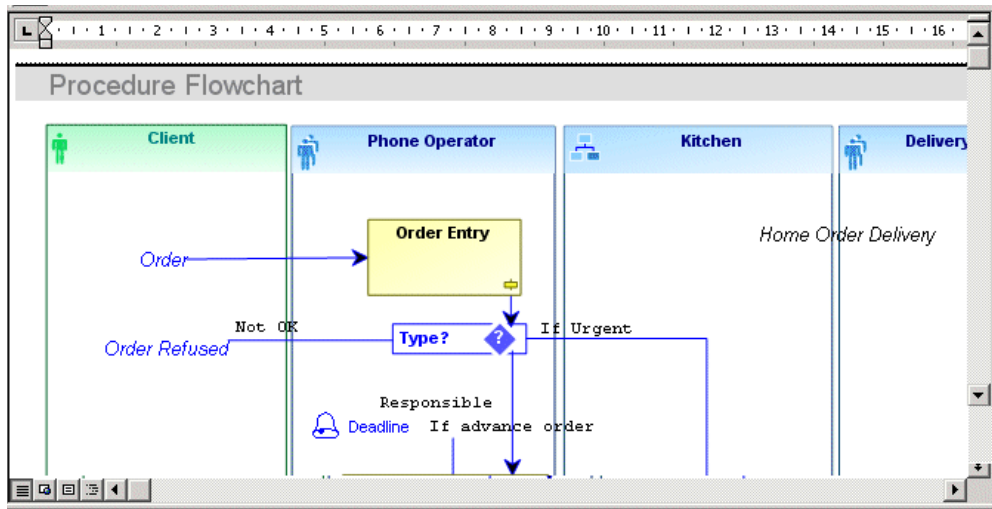 L 1 2 3 4 5 6 7 8 9 10 11 12 13 14 15 16
Procedure Flowchart
Client Phone Operator Kitchen Delivery
Order Entry
Home Order Delivery
Order
Not OK If Urgent
Type? ?
Order Refused
Responsible
Deadline If advance order